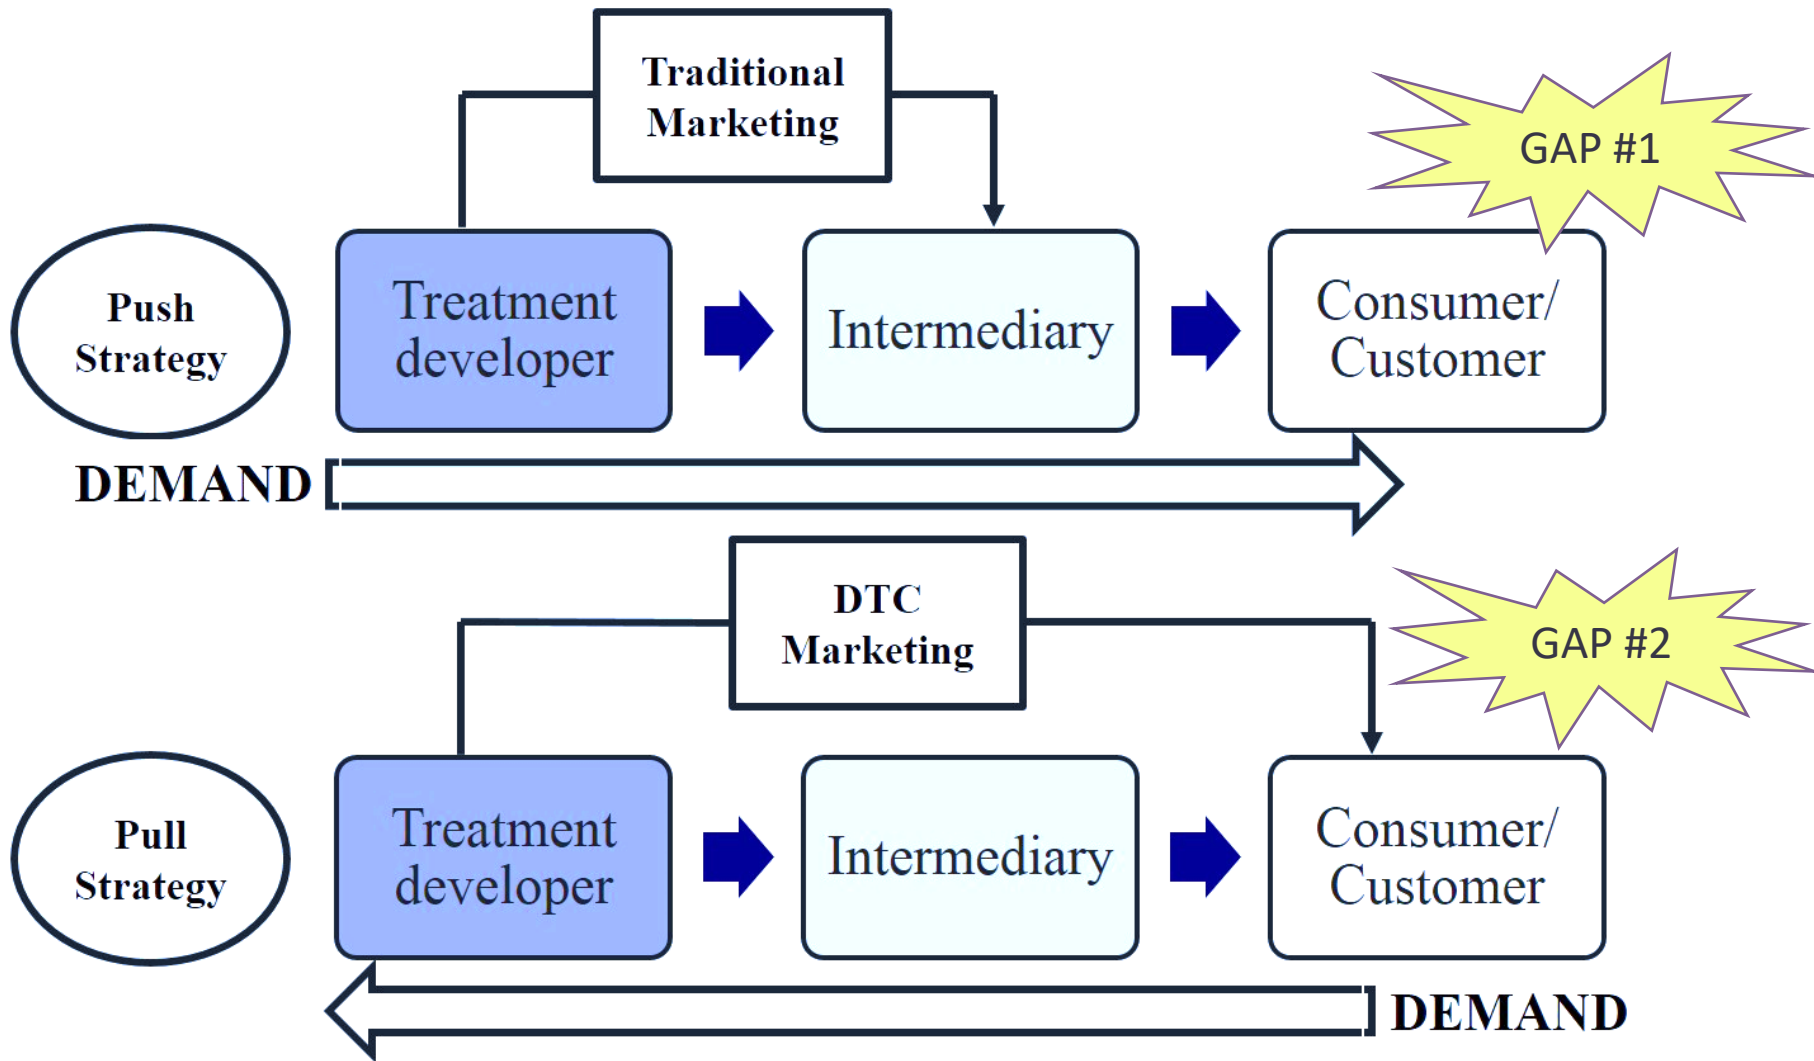 Traditional
Marketing
GAP #1
Push
Strategy
Treatment
developer
Intermediary
Consumer/
Customer
DEMAND
DTC
Marketing
GAP #2
Pull
Strategy
Treatment
developer
Intermediary
Consumer/
Customer
DEMAND